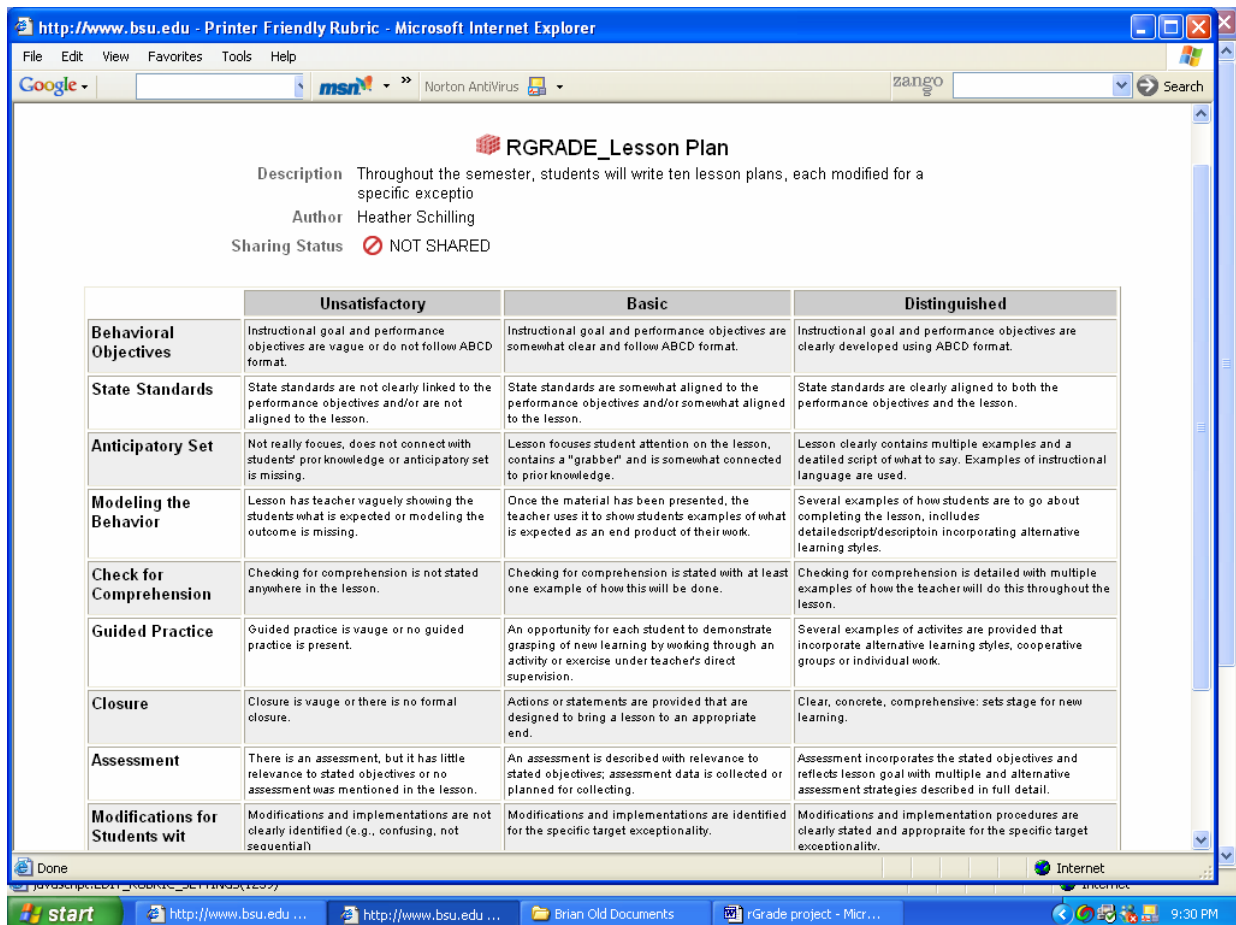 http://www.bsu.edu - Printer Friendly Rubric - Microsoft Internet Explorer
File Edit View Favorites Tools Help
Google msn » Norton AntiVirus zango Search
RGRADE_Lesson Plan
Description Throughout the semester, students will write ten lesson plans, each modified for a
specific exceptio
Author Heather Schilling
Sharing Status NOT SHARED
Unsatisfactory Basic Distinguished
Behavioral
Objectives
Instructional goal and performance
objectives are vague or do not follow ABCD
format.
Instructional goal and performance objectives are
somewhat clear and follow ABCD format.
Instructional goal and performance objectives are
clearly developed using ABCD format.
State Standards
State standards are not clearly linked to the
performance objectives and/or are not
aligned to the lesson.
State standards are somewhat aligned to the
performance objectives and/or somewhat aligned
to the lesson.
State standards are clearly aligned to both the
performance objectives and the lesson.
Anticipatory Set
Not really focues, does not connect with
students' pror knowledge or anticipatory set
is missing.
Lesson focuses student attention on the lesson,
contains a "grabber" and is somewhat connected
to prior knowledge.
Lesson clearly contains multiple examples and a
deatiled script of what to say. Examples of instructional
language are used.
Modeling the
Behavior
Lesson has teacher vaguely showing the
students what is expected or modeling the
outcome is missing.
Once the material has been presented, the
teacher uses it to show students examples of what
is expected as an end product of their work.
Several examples of how students are to go about
completing the lesson, inclludes
detailedscript/descriptoin incorporating alternative
learning styles.
Check for
Comprehension
Checking for comprehension is not stated
anywhere in the lesson.
Checking for comprehension is stated with at least
one example of how this will be done.
Checking for comprehension is detailed with multiple
examples of how the teacher will do this throughout the
lesson.
Guided Practice
Guided practice is vauge or no guided
practice is present.
An opportunity for each student to demonstrate
grasping of new learning by working through an
activity or exercise under teacher's direct
supervision.
Several examples of activites are provided that
incorporate alternative learning styles, cooperative
groups or individual work.
Closure
Closure is vauge or there is no formal
closure.
Actions or statements are provided that are
designed to bring a lesson to an appropriate
end.
Clear, concrete, comprehensive: sets stage for new
learning.
Assessment
There is an assessment, but it has little
relevance to stated objectives or no
assessment was mentioned in the lesson.
An assessment is described with relevance to
stated objectives; assessment data is collected or
planned for collecting.
Assessment incorporates the stated objectives and
reflects lesson goal with multiple and alternative
assessment strategies described in full detail.
Modifications for
Students wit
Modifications and implementations are not
clearly identified (e.g., confusing, not
sequential)
Modifications and implementations are identified
for the specific target exceptionality.
Modifications and implementation procedures are
clearly stated and appropraite for the specific target
exceptionality.
Done Internet
javascript:EDIT_RUBRIC_SETTINGS(1259) Internet
start http://www.bsu.edu ... http://www.bsu.edu ... Brian Old Documents rGrade project - Micr... 9:30 PM